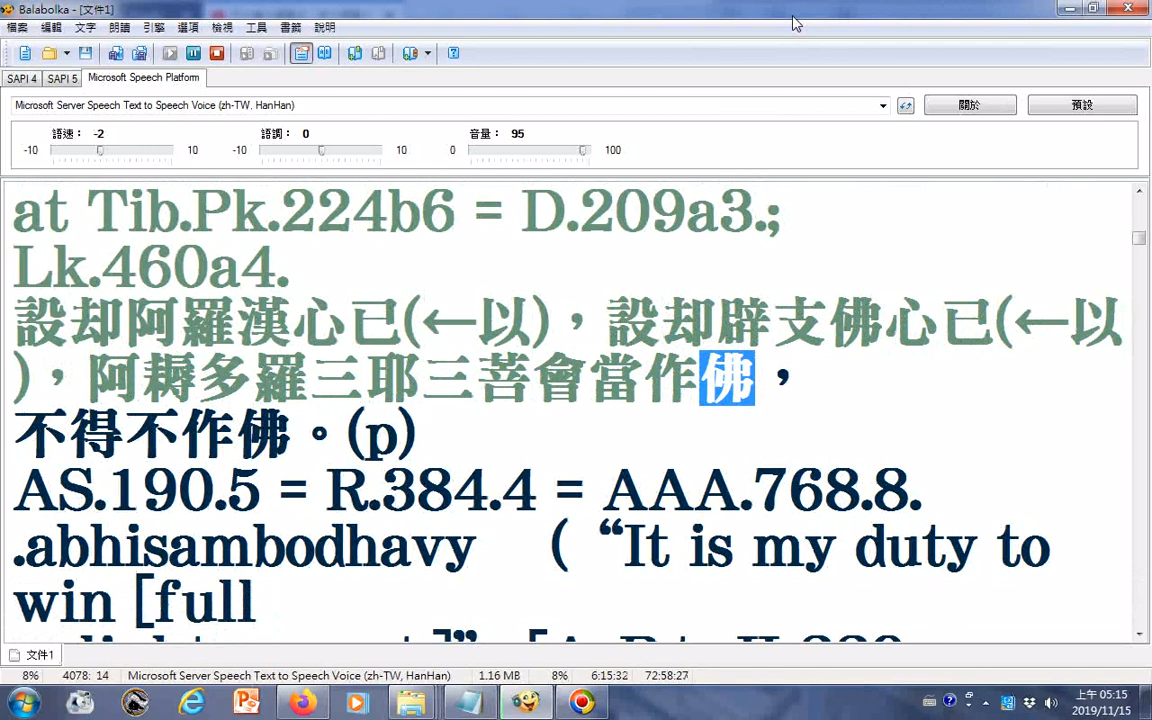 Balabolka - [文件1]
檔案 編輯 文字 朗讀 引擎 選項 檢視 工具 書籤 說明
SAPI 4 SAPI 5 Microsoft Speech Platform
Microsoft Server Speech Text to Speech Voice (zh-TW, HanHan) 關於 預設
語速： -2 語調： 0 音量： 95
-10 10 -10 10 0 100
at Tib.Pk.224b6 = D.209a3.;
Lk.460a4.
設却阿羅漢心已(←以)，設却辟支佛心已(←以
)，阿耨多羅三耶三菩會當作佛，
不得不作佛。(p)
AS.190.5 = R.384.4 = AAA.768.8.
.abhisambodhavy (“It is my duty to
win [full
文件1
8% 4078: 14 Microsoft Server Speech Text to Speech Voice (zh-TW, HanHan) 1.16 MB 8% 6:15:32 72:58:27
上午 05:15
2019/11/15